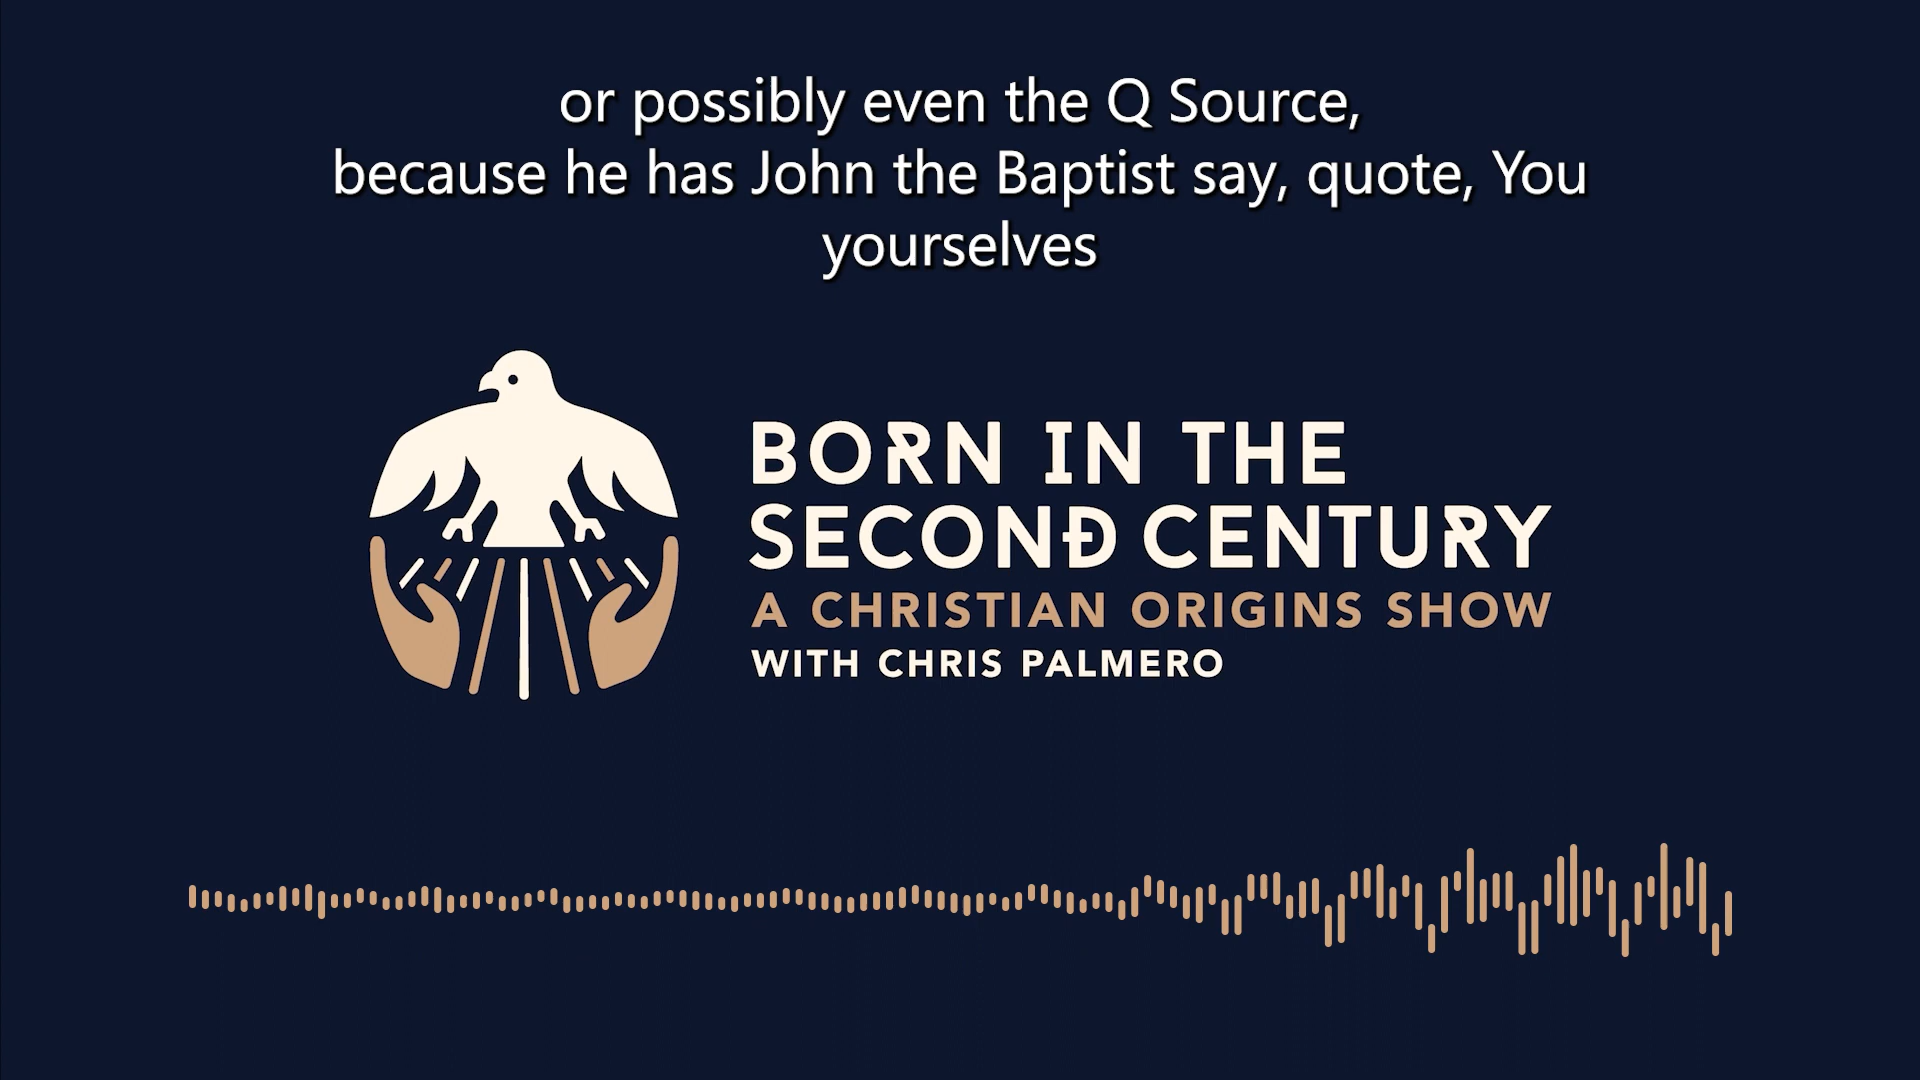 or possibly even the Q Source,
because he has John the Baptist say, quote, You
yourselves
BORN IN THE
SECOND CENTURY
A CHRISTIAN ORIGINS SHOW
WITH CHRIS PALMERO